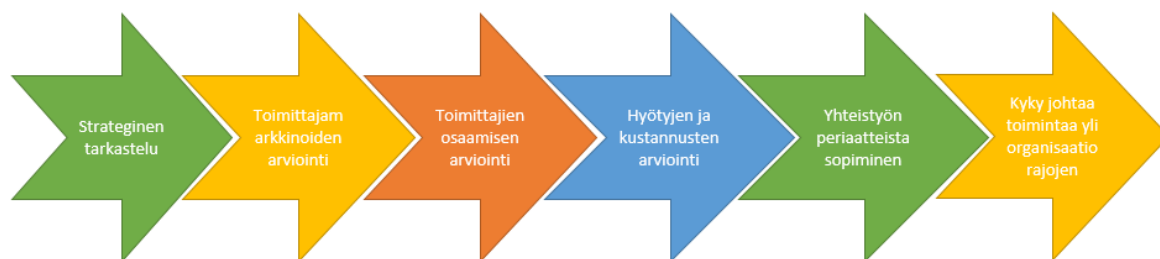 Strateginen
tarkastelu
Toimittajam
arkkinoiden
arviointi
Toimittajien
osaamisen
arviointi
Hyötyjen ja
kustannusten
arviointi
Yhteistyön
periaatteista
sopiminen
Kyky johtaa
toimintaa yli
organisaatio
rajojen